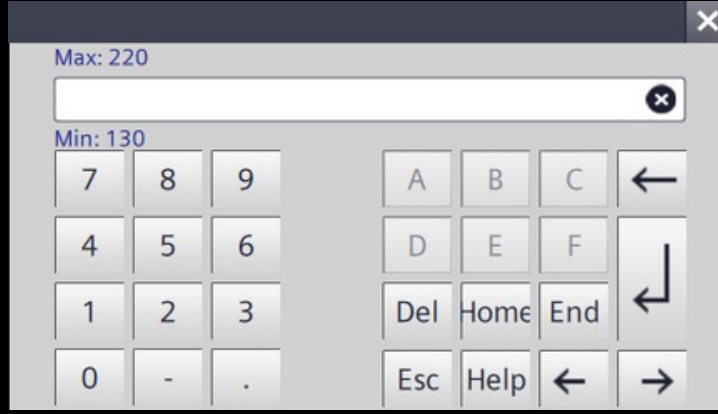 Max: 220
Min: 130
7 8 9 A B C ←
4 5 6 D E F
1 2 3 Del Home End
0 - . Esc Help ← →